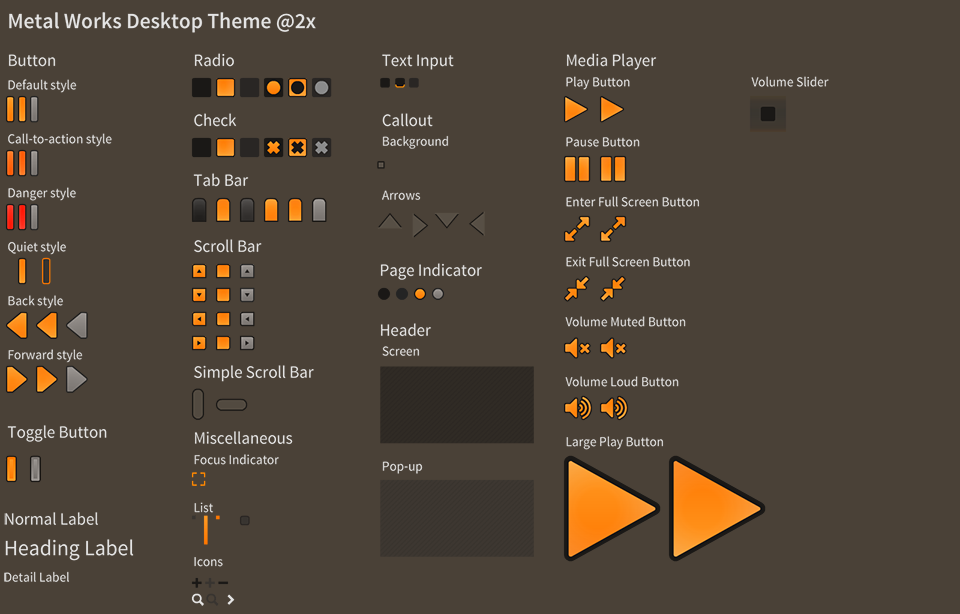 Metal Works Desktop Theme @2x
Button
Default style
Call-to-action style
Danger style
Quiet style
Back style
Forward style
Toggle Button
Normal Label
Heading Label
Detail Label
Radio
Check
Tab Bar
Scroll Bar
Simple Scroll Bar
Miscellaneous
Focus Indicator
List
Icons
Text Input
Callout
Background
Arrows
Page Indicator
Header
Screen
Pop-up
Media Player
Play Button
Pause Button
Enter Full Screen Button
Exit Full Screen Button
Volume Muted Button
Volume Loud Button
Large Play Button
Volume Slider